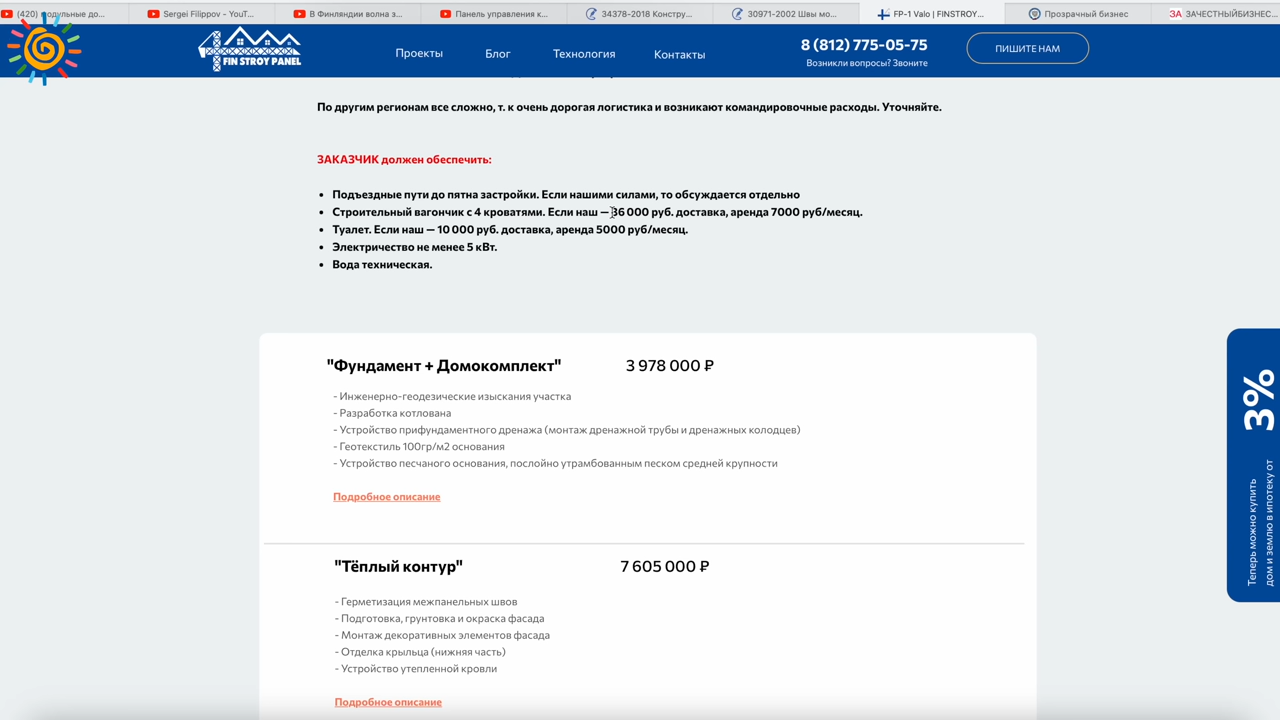 (420) модульные до...
Sergei Filippov - YouT...
В Финляндии волна з...
Панель управления к...
34378-2018 Констру...
30971-2002 Швы мо...
FP-1 Valo | FINSTROY...
Прозрачный бизнес
ЗА ЗАЧЕСТНЫЙБИЗНЕС...
FIN STROY PANEL
Проекты
Блог
Технология
Контакты
8 (812) 775-05-75
Возникли вопросы? Звоните
ПИШИТЕ НАМ
По другим регионам все сложно, т. к очень дорогая логистика и возникают командировочные расходы. Уточняйте.
ЗАКАЗЧИК должен обеспечить:
• Подъездные пути до пятна застройки. Если нашими силами, то обсуждается отдельно
• Строительный вагончик с 4 кроватями. Если наш — 36 000 руб. доставка, аренда 7000 руб/месяц.
• Туалет. Если наш — 10 000 руб. доставка, аренда 5000 руб/месяц.
• Электричество не менее 5 кВт.
• Вода техническая.
"Фундамент + Домокомплект" 3 978 000 ₽
- Инженерно-геодезические изыскания участка
- Разработка котлована
- Устройство прифундаментного дренажа (монтаж дренажной трубы и дренажных колодцев)
- Геотекстиль 100гр/м2 основания
- Устройство песчаного основания, послойно утрамбованным песком средней крупности
Подробное описание
"Тёплый контур" 7 605 000 ₽
- Герметизация межпанельных швов
- Подготовка, грунтовка и окраска фасада
- Монтаж декоративных элементов фасада
- Отделка крыльца (нижняя часть)
- Устройство утепленной кровли
Подробное описание
Теперь можно купить
дом и землю в ипотеку от
3%